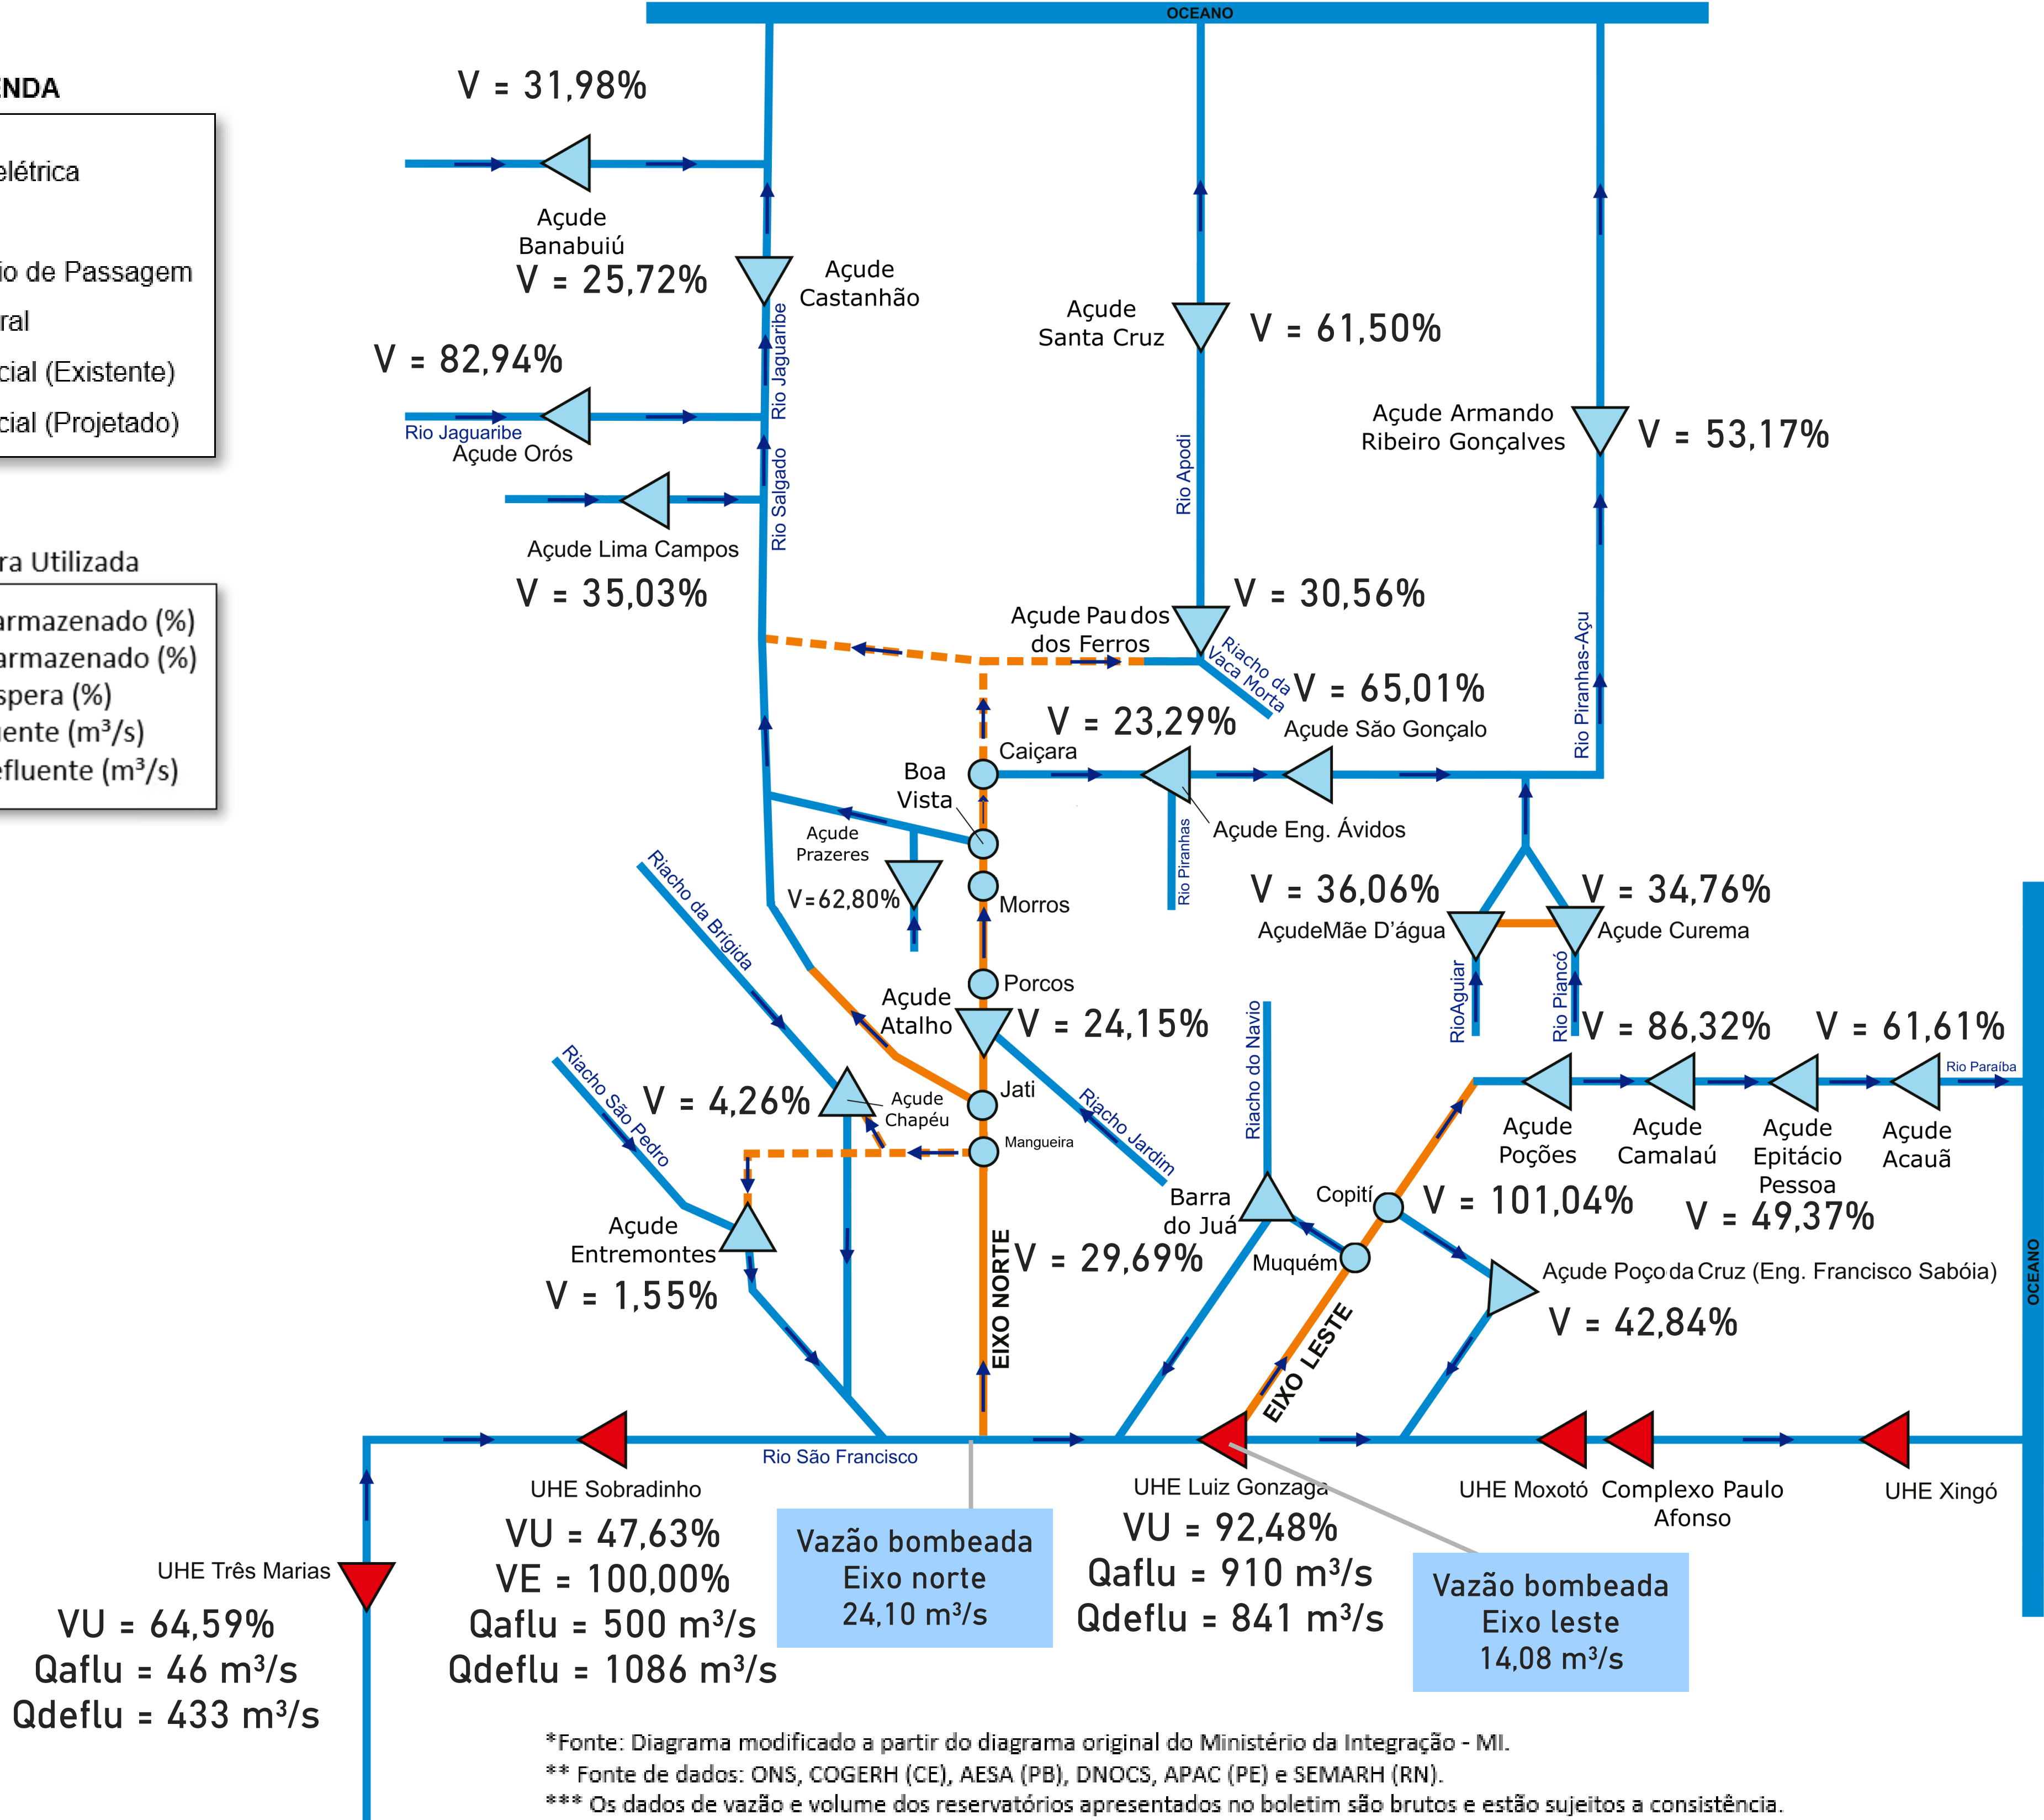 OCEANO
ENDA
elétrica
io de Passagem
ral
cial (Existente)
cial (Projetado)
ra Utilizada
armazenado (%)
armazenado (%)
spera (%)
uente (m³/s)
efluente (m³/s)
V = 31,98%
Açude
Banabuiú
V = 25,72%
Açude
Castanhão
Rio Jaguaribe
V = 82,94%
Rio Jaguaribe
Açude Orós
Rio Salgado
Açude Lima Campos
V = 35,03%
Açude
Santa Cruz
V = 61,50%
Rio Apodi
Açude Armando
Ribeiro Gonçalves
V = 53,17%
Rio Piranhas-Açu
Açude Pau dos
dos Ferros
V = 30,56%
Riacho da
Vaca Morta
V = 65,01%
Açude São Gonçalo
V = 23,29%
Caiçara
Boa
Vista
Açude Eng. Ávidos
Rio Piranhas
Açude
Prazeres
V=62,80%
Morros
Porcos
Riacho da Brígida
Riacho São Pedro
V = 36,06%
AçudeMãe D'água
V = 34,76%
Açude Curema
RioAguiar
Rio Piancó
Açude
Atalho
V = 24,15%
Jati
Mangueira
Riacho Jardim
Riacho do Navio
V = 4,26%
Açude
Chapéu
Açude
Entremontes
V = 1,55%
EIXO NORTE
V = 29,69%
Barra
do Juá
Muquém
Copití
EIXO LESTE
V = 86,32%
V = 61,61%
Rio Paraíba
Açude
Poções
Açude
Camalaú
Açude
Epitácio
Pessoa
Açude
Acauã
V = 101,04%
V = 49,37%
Açude Poço da Cruz (Eng. Francisco Sabóia)
V = 42,84%
OCEANO
Rio São Francisco
UHE Sobradinho
VU = 47,63%
VE = 100,00%
Qaflu = 500 m³/s
Qdeflu = 1086 m³/s
Vazão bombeada
Eixo norte
24,10 m³/s
UHE Luiz Gonzaga
VU = 92,48%
Qaflu = 910 m³/s
Qdeflu = 841 m³/s
Vazão bombeada
Eixo leste
14,08 m³/s
UHE Moxotó
Complexo Paulo
Afonso
UHE Xingó
UHE Três Marias
VU = 64,59%
Qaflu = 46 m³/s
Qdeflu = 433 m³/s
*Fonte: Diagrama modificado a partir do diagrama original do Ministério da Integração - MI.
** Fonte de dados: ONS, COGERH (CE), AESA (PB), DNOCS, APAC (PE) e SEMARH (RN).
*** Os dados de vazão e volume dos reservatórios apresentados no boletim são brutos e estão sujeitos a consistência.